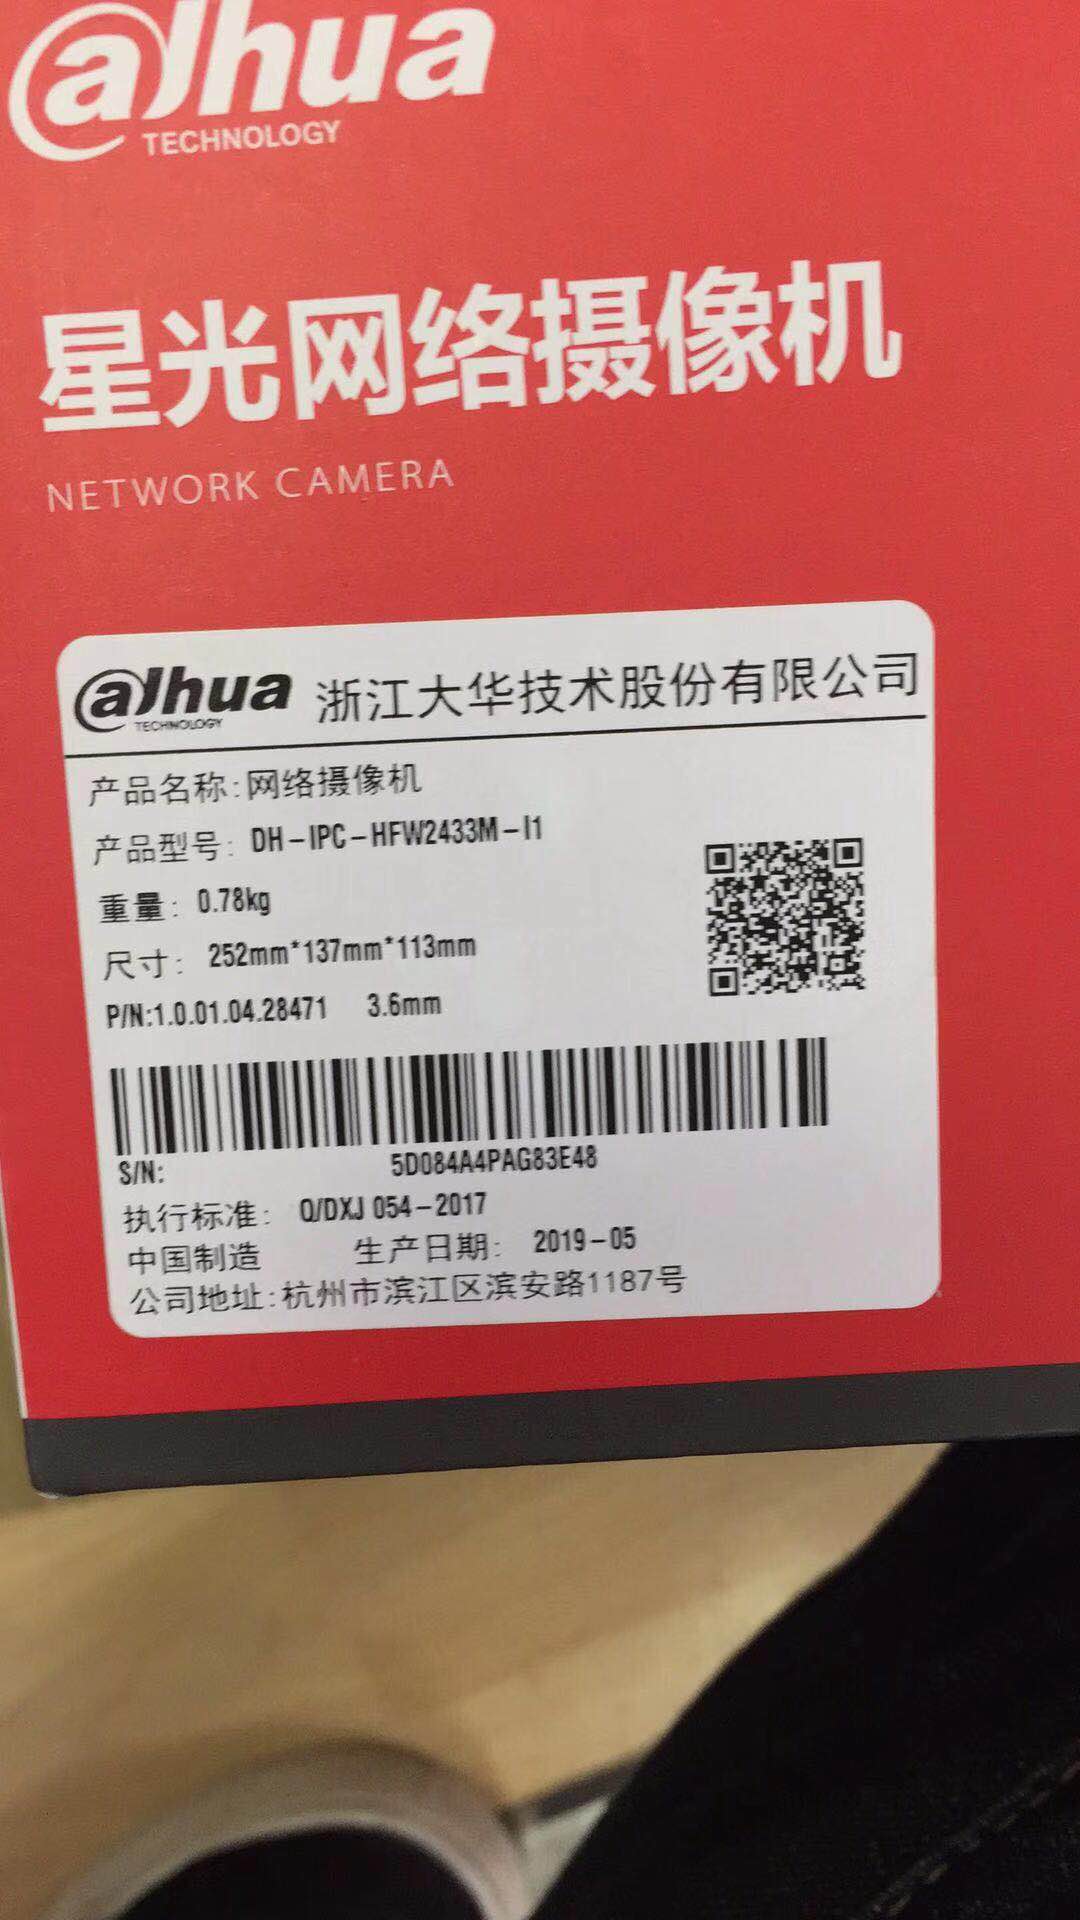 alhua
TECHNOLOGY
星光网络摄像机
NETWORK CAMERA
alhua TECHNOLOGY 浙江大华技术股份有限公司
产品名称:网络摄像机
产品型号: DH-IPC-HFW2433M-I1
重量: 0.78kg
尺寸: 252mm*137mm*113mm
P/N:1.0.01.04.28471 3.6mm
S/N: 5D084A4PAG83E48
执行标准: Q/DXJ 054-2017
中国制造 生产日期: 2019-05
公司地址:杭州市滨江区滨安路1187号